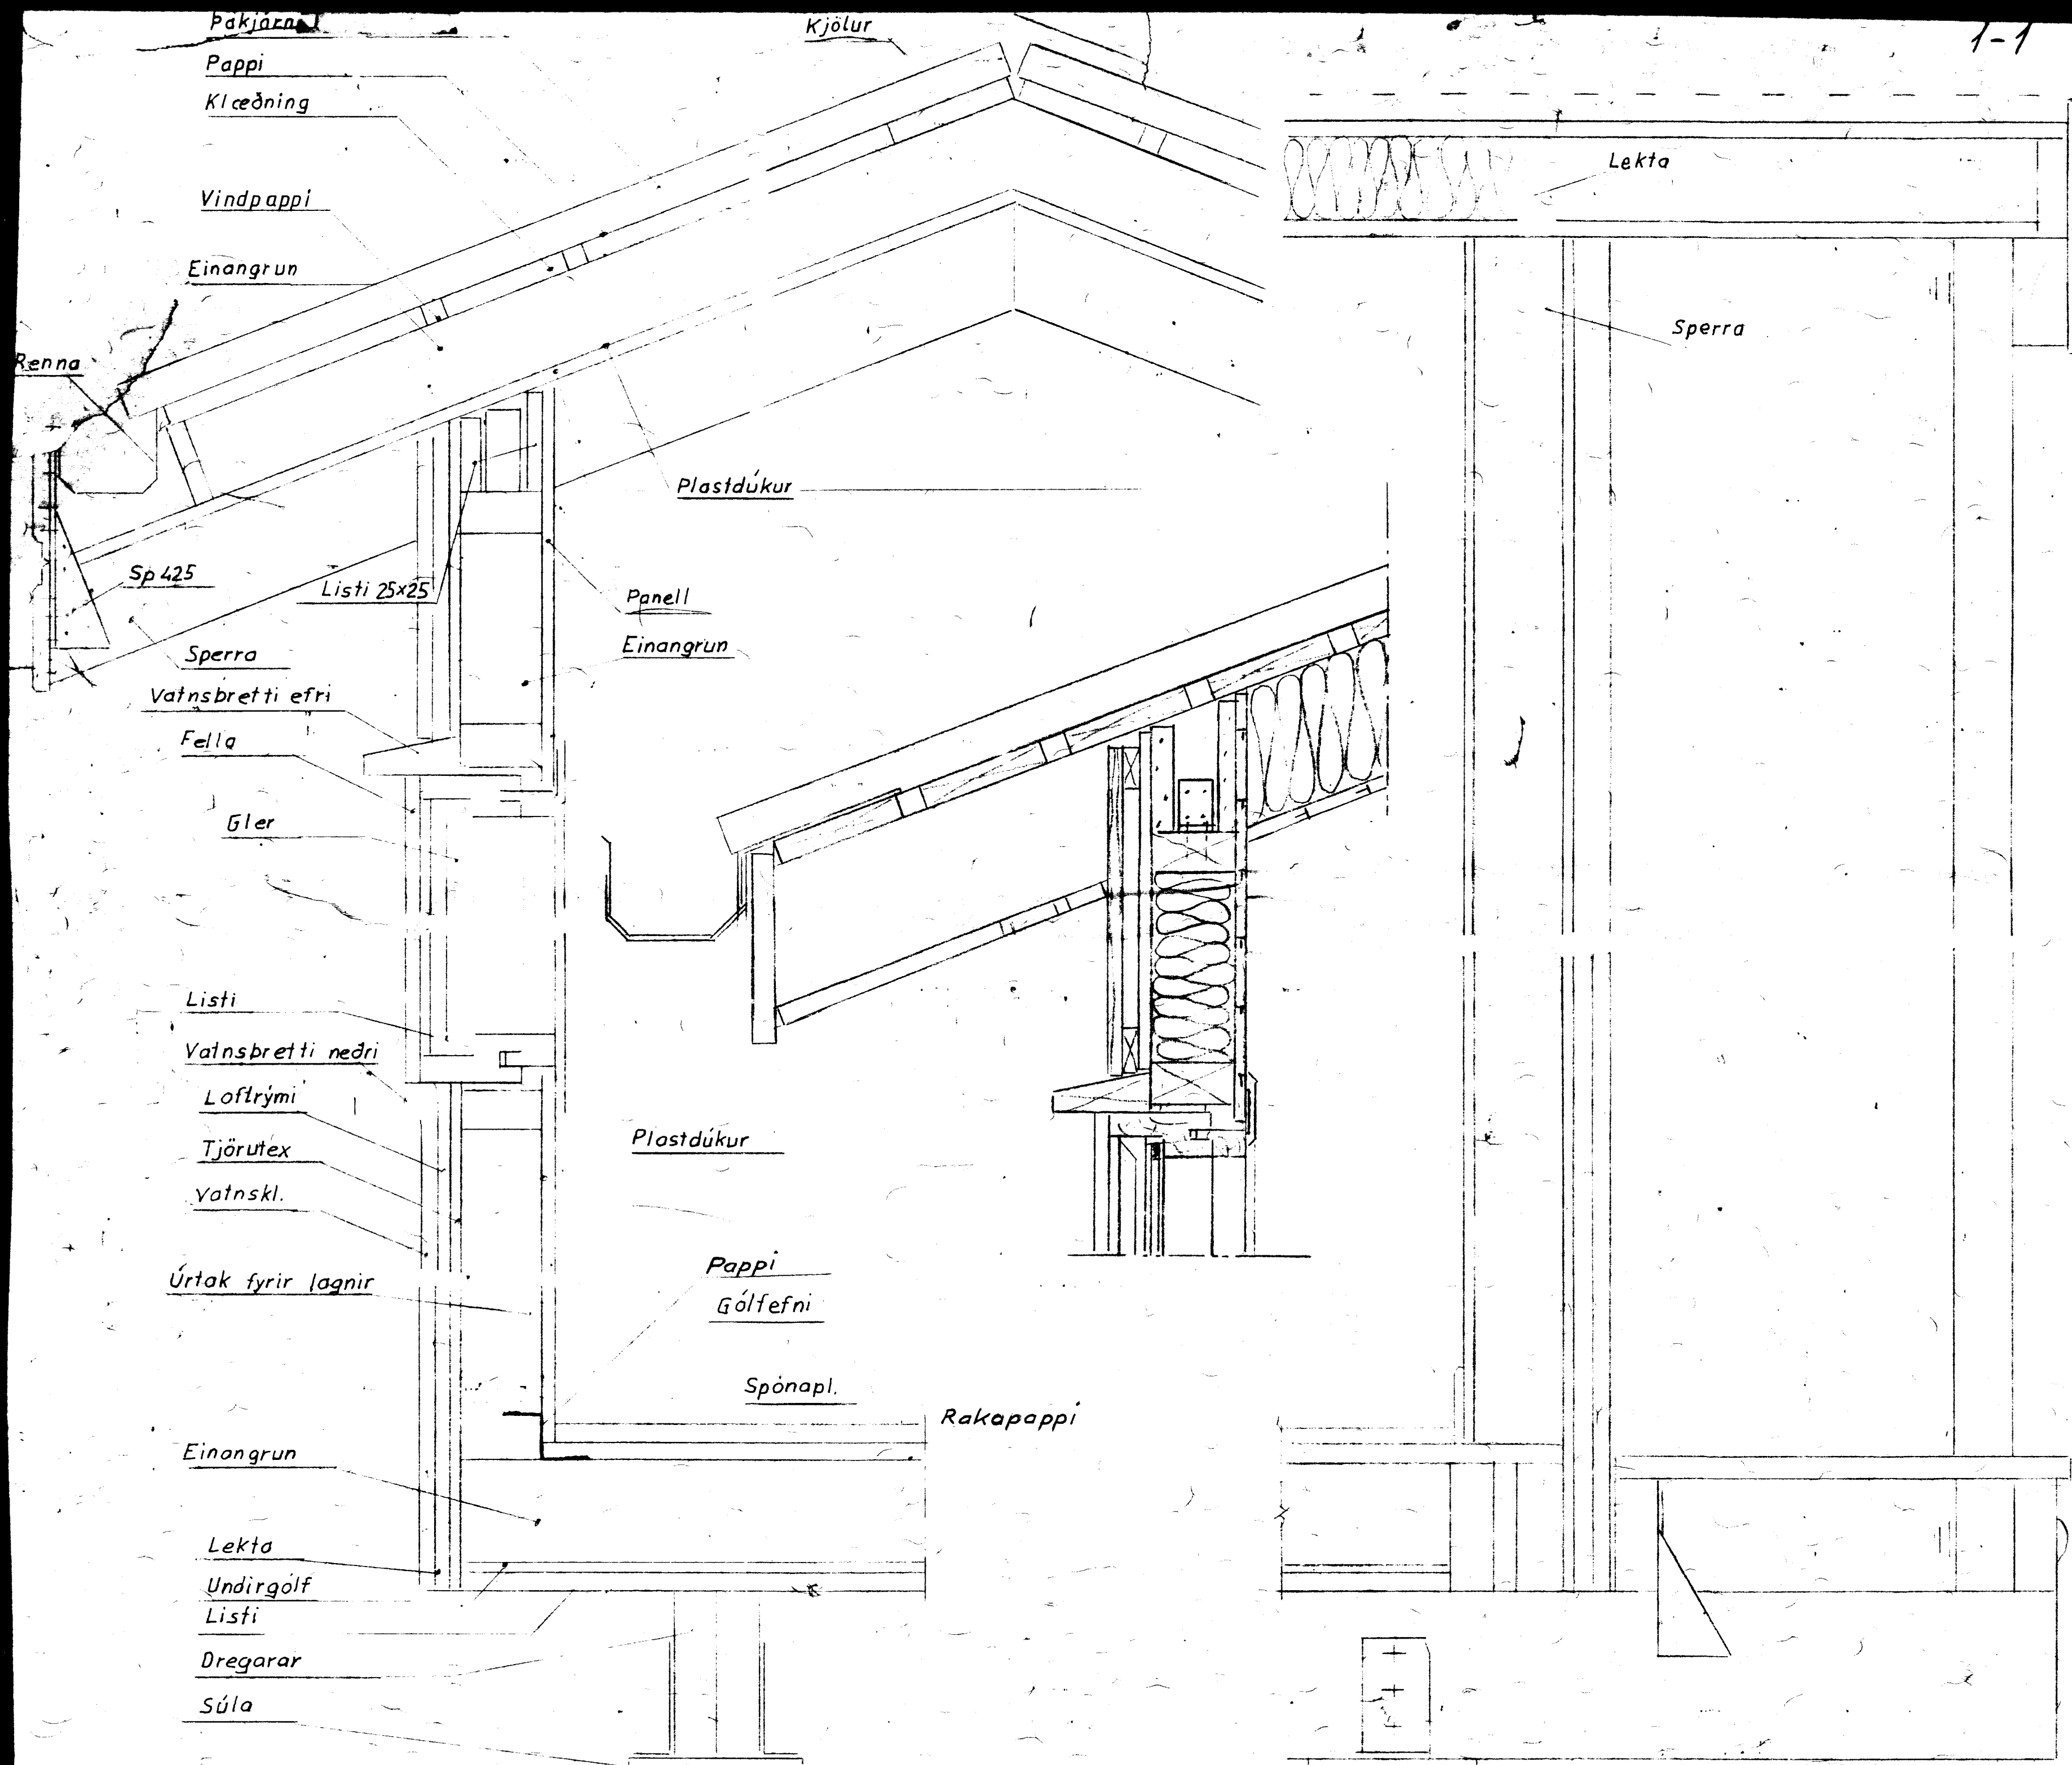 Þakjárn
Kjölur
1-1
Pappi
Klæðning
Lekta
Vindpappi
Einangrun
Sperra
Renna
Plastdúkur
Sp 425
Listi 25x25
Panell
Einangrun
Sperra
Vatnsbretti efri
Fella
Gler
Listi
Vatnsbretti neðri
Loftrými
Plastdúkur
Tjörutex
Vatnskl.
Úrtak fyrir lagnir
Pappi
Gólfefni
Spónapl.
Rakapappi
Einangrun
Lekta
Undirgólf
Listi
Dregarar
Súla